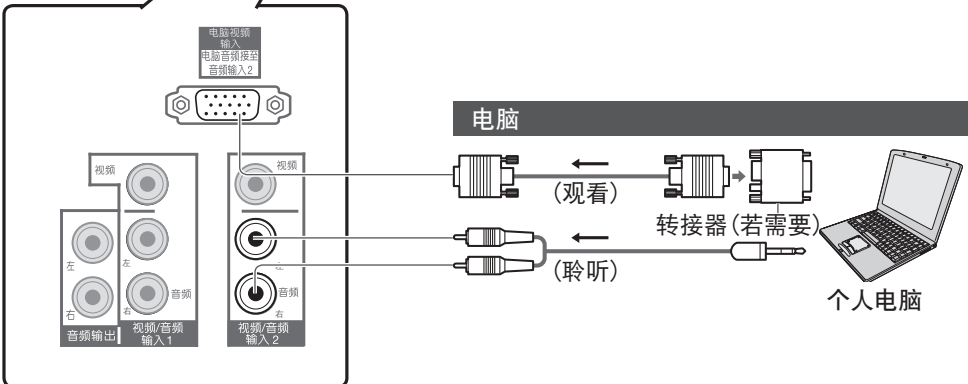 电脑视频
输入
电脑音频接至
音频输入2
电脑
视频
视频
(观看)
转接器(若需要)
左
左
左
(聆听)
音频
音频
右
右
右
个人电脑
音频输出
视频/音频
输入1
视频/音频
输入2